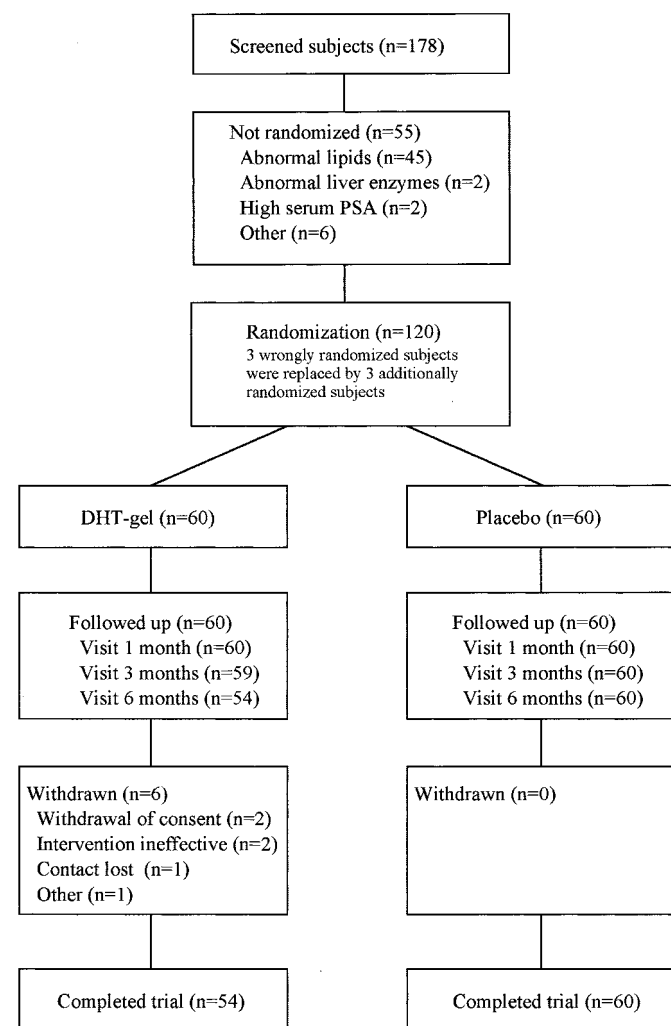 Screened subjects (n=178)
Not randomized (n=55)
Abnormal lipids (n=45)
Abnormal liver enzymes (n=2)
High serum PSA (n=2)
Other (n=6)
Randomization (n=120)
3 wrongly randomized subjects
were replaced by 3 additionally
randomized subjects
DHT-gel (n=60)
Placebo (n=60)
Followed up (n=60)
Visit 1 month (n=60)
Visit 3 months (n=59)
Visit 6 months (n=54)
Followed up (n=60)
Visit 1 month (n=60)
Visit 3 months (n=60)
Visit 6 months (n=60)
Withdrawn (n=6)
Withdrawal of consent (n=2)
Intervention ineffective (n=2)
Contact lost (n=1)
Other (n=1)
Withdrawn (n=0)
Completed trial (n=54)
Completed trial (n=60)